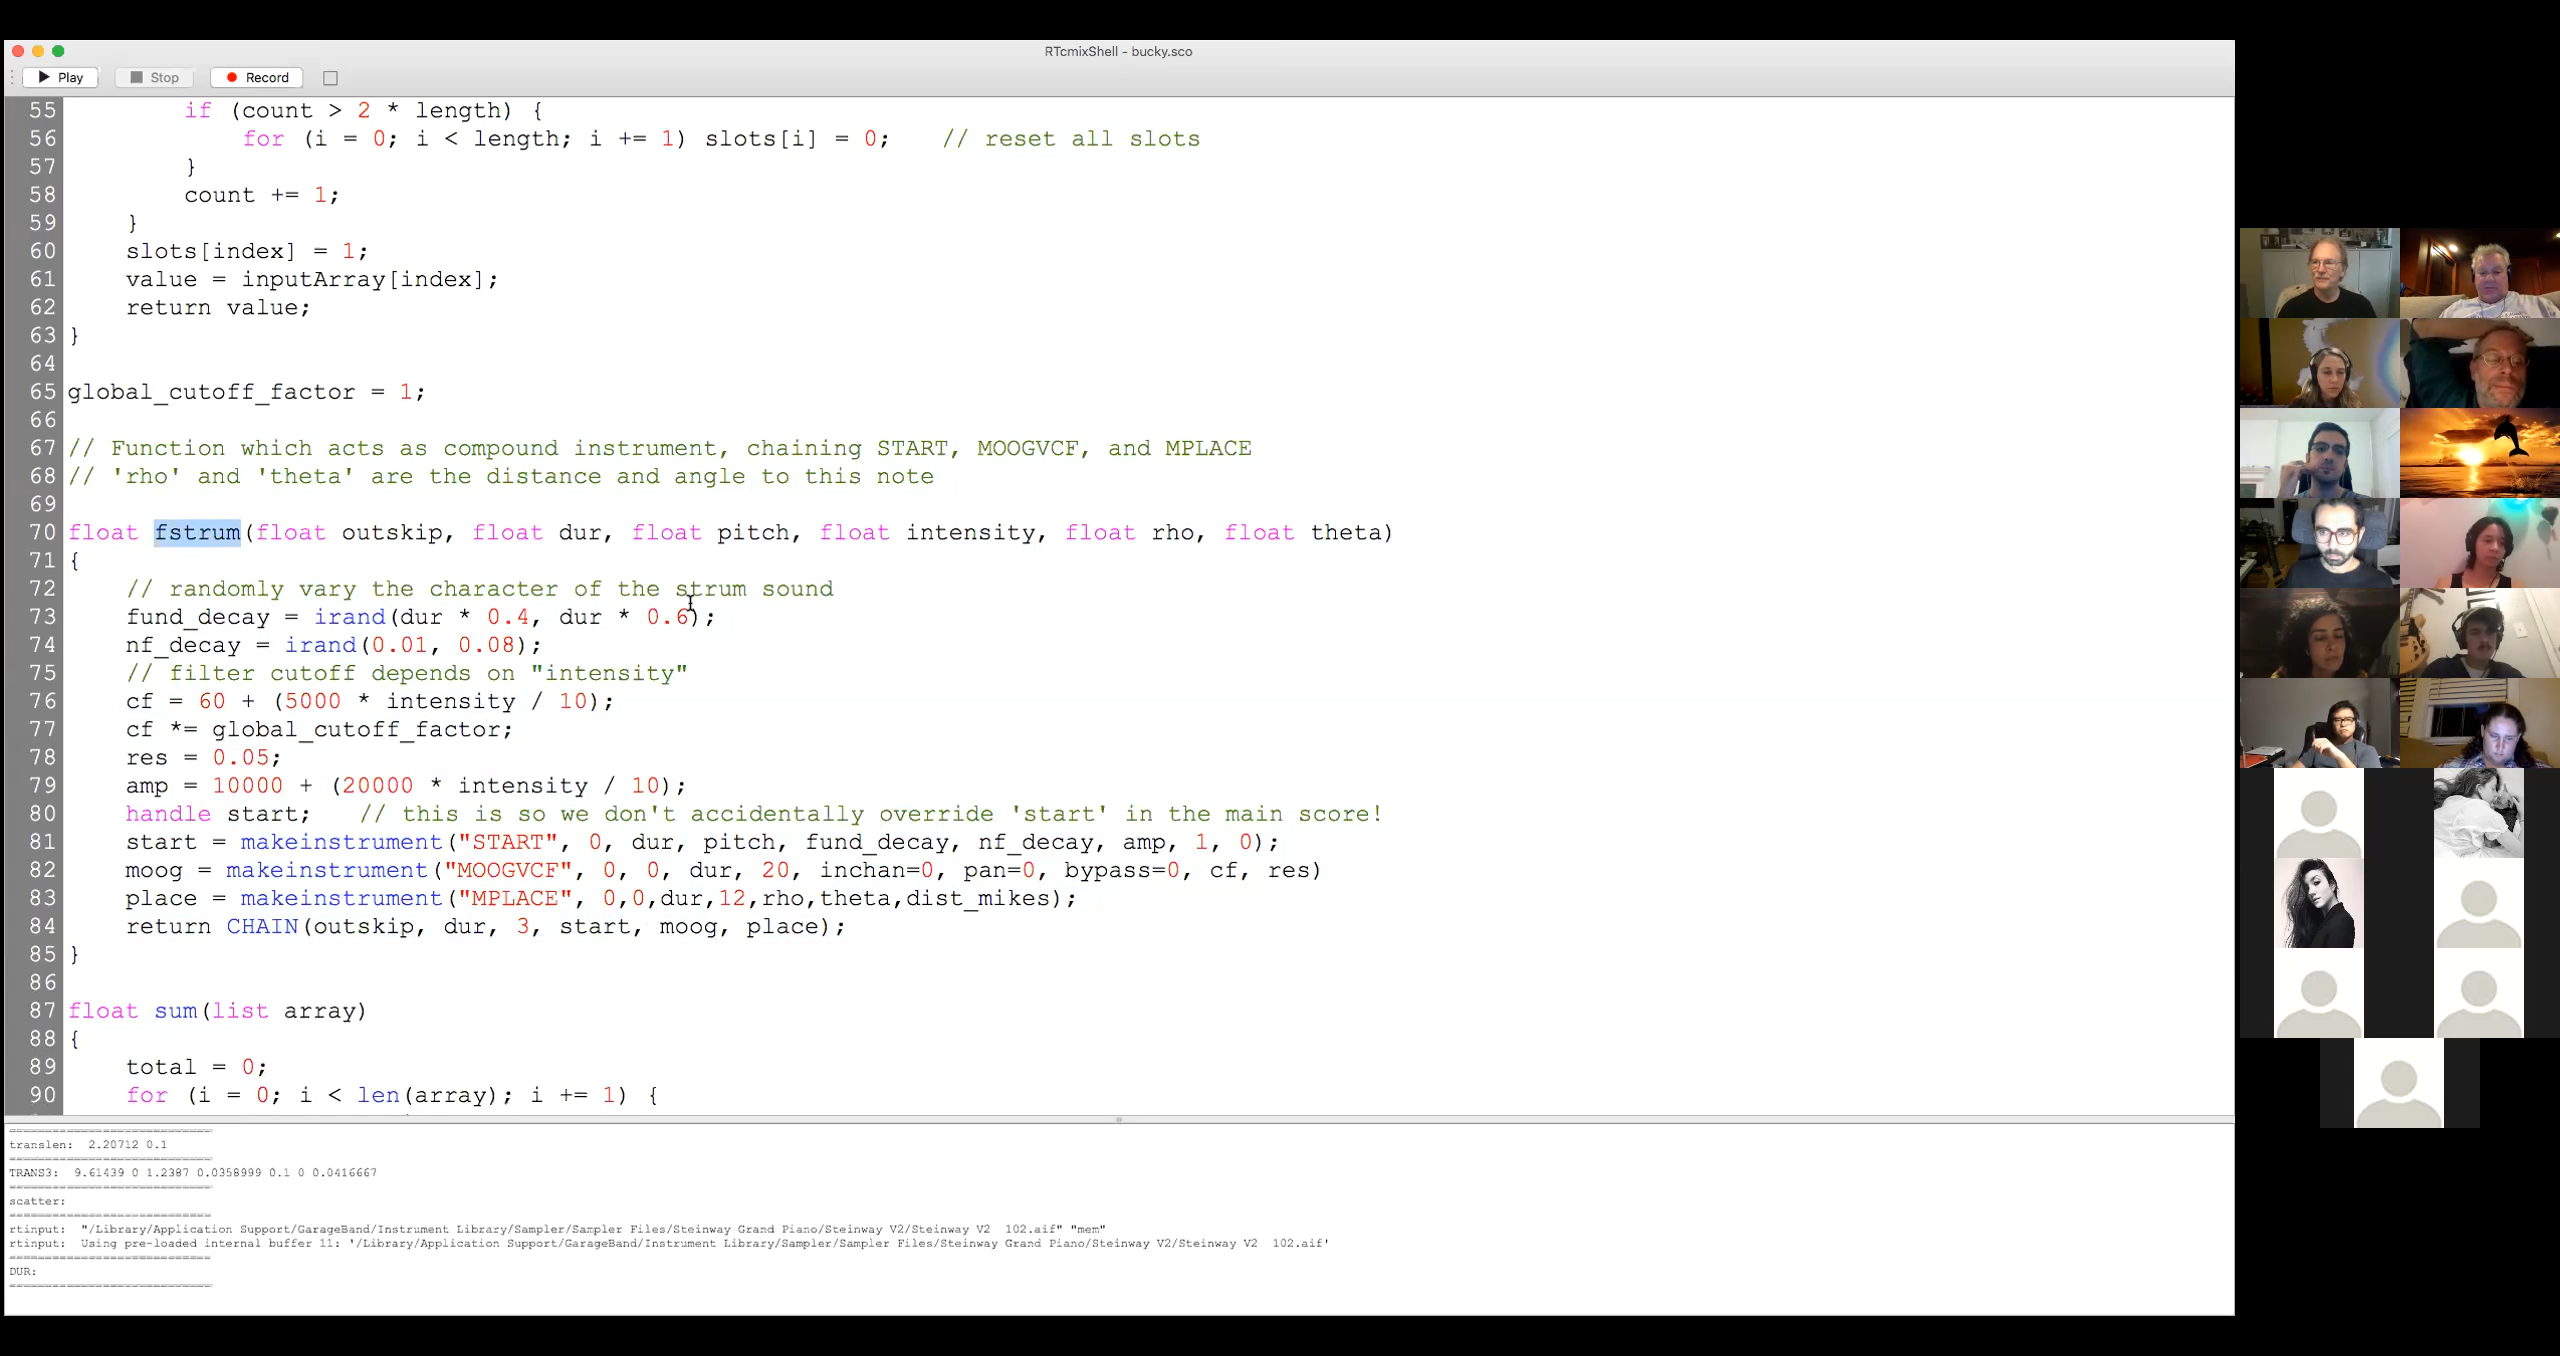 RTcmixShell - bucky.sco
Play Stop Record
55 if (count > 2 * length) {
56 for (i = 0; i < length; i += 1) slots[i] = 0; // reset all slots
57 }
58 count += 1;
59 }
60 slots[index] = 1;
61 value = inputArray[index];
62 return value;
63 }
64
65 global_cutoff_factor = 1;
66
67 // Function which acts as compound instrument, chaining START, MOOGVCF, and MPLACE
68 // 'rho' and 'theta' are the distance and angle to this note
69
70 float fstrum(float outskip, float dur, float pitch, float intensity, float rho, float theta)
71 {
72 // randomly vary the character of the strum sound
73 fund_decay = irand(dur * 0.4, dur * 0.6);
74 nf_decay = irand(0.01, 0.08);
75 // filter cutoff depends on "intensity"
76 cf = 60 + (5000 * intensity / 10);
77 cf *= global_cutoff_factor;
78 res = 0.05;
79 amp = 10000 + (20000 * intensity / 10);
80 handle start; // this is so we don't accidentally override 'start' in the main score!
81 start = makeinstrument("START", 0, dur, pitch, fund_decay, nf_decay, amp, 1, 0);
82 moog = makeinstrument("MOOGVCF", 0, 0, dur, 20, inchan=0, pan=0, bypass=0, cf, res)
83 place = makeinstrument("MPLACE", 0,0,dur,12,rho,theta,dist_mikes);
84 return CHAIN(outskip, dur, 3, start, moog, place);
85 }
86
87 float sum(list array)
88 {
89 total = 0;
90 for (i = 0; i < len(array); i += 1) {
============================
translen: 2.20712 0.1
============================
TRANS3: 9.61439 0 1.2387 0.0358999 0.1 0 0.0416667
============================
scatter:
============================
rtinput: "/Library/Application Support/GarageBand/Instrument Library/Sampler/Sampler Files/Steinway Grand Piano/Steinway V2/Steinway V2 102.aif" "mem"
rtinput: Using pre-loaded internal buffer 11: '/Library/Application Support/GarageBand/Instrument Library/Sampler/Sampler Files/Steinway Grand Piano/Steinway V2/Steinway V2 102.aif'
============================
DUR:
============================